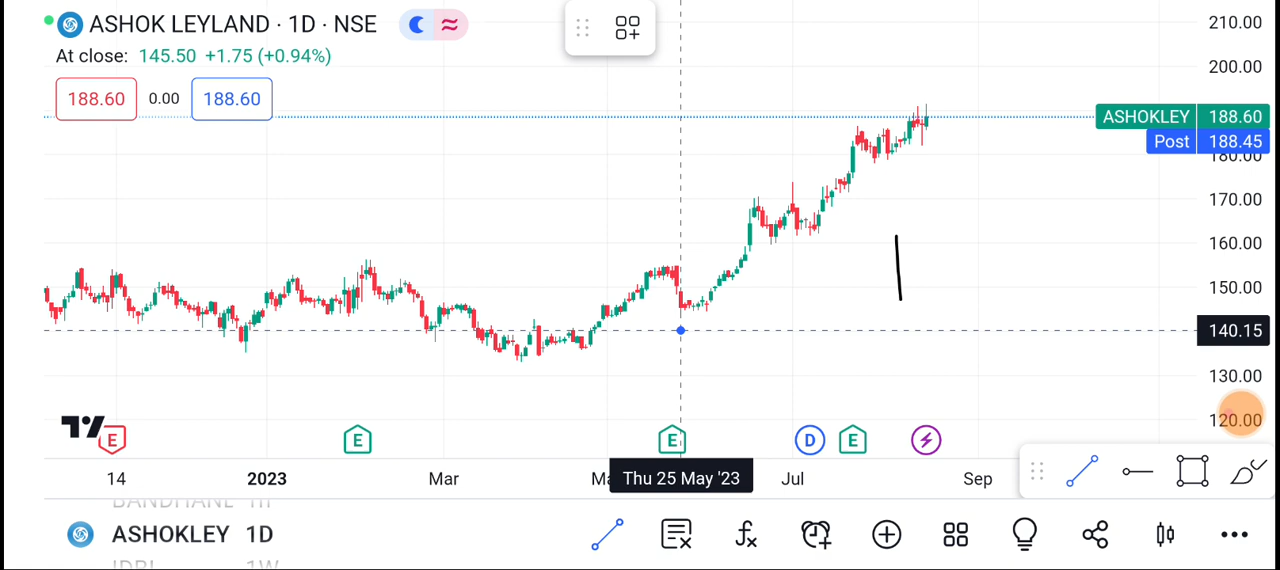 ASHOK LEYLAND · 1D · NSE
At close: 145.50 +1.75 (+0.94%)
188.60 0.00 188.60
210.00
200.00
ASHOKLEY 188.60
Post 188.45
180.00
170.00
160.00
150.00
140.15
130.00
120.00
E E E D E
14 2023 Mar Thu 25 May '23 Jul Sep
ASHOKLEY 1D